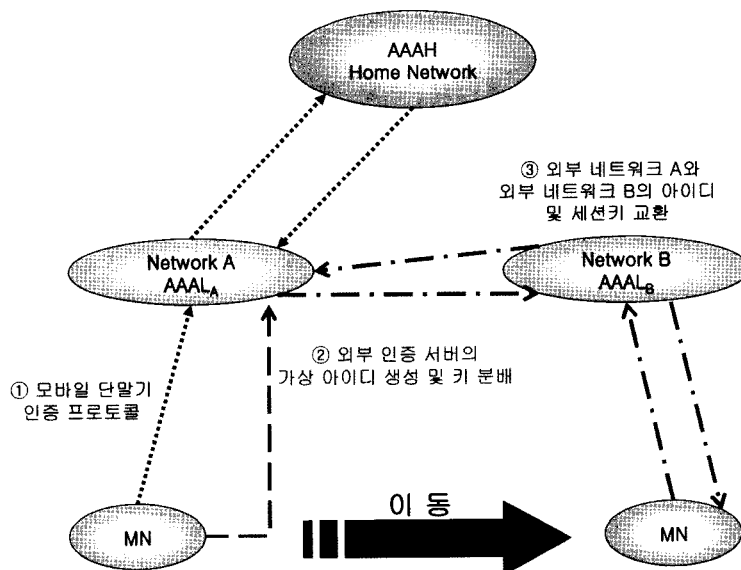 AAAH
Home Network
③ 외부 네트워크 A와
외부 네트워크 B의 아이디
및 세션키 교환
Network A
AAAL_A
Network B
AAAL_B
② 외부 인증 서버의
가상 아이디 생성 및 키 분배
① 모바일 단말기
인증 프로토콜
이 동
MN
MN